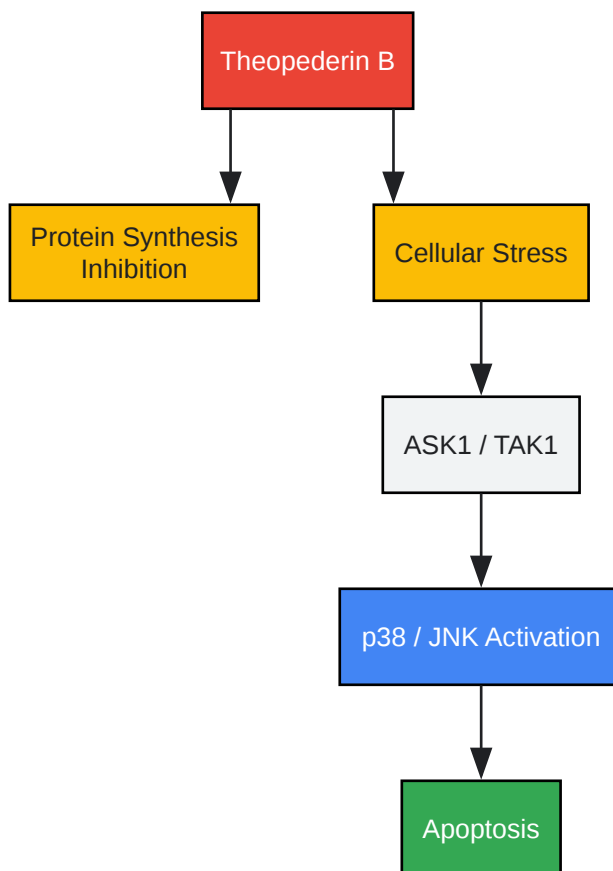 Theopederin B
Protein Synthesis
Inhibition
Cellular Stress
ASK1 / TAK1
p38 / JNK Activation
Apoptosis